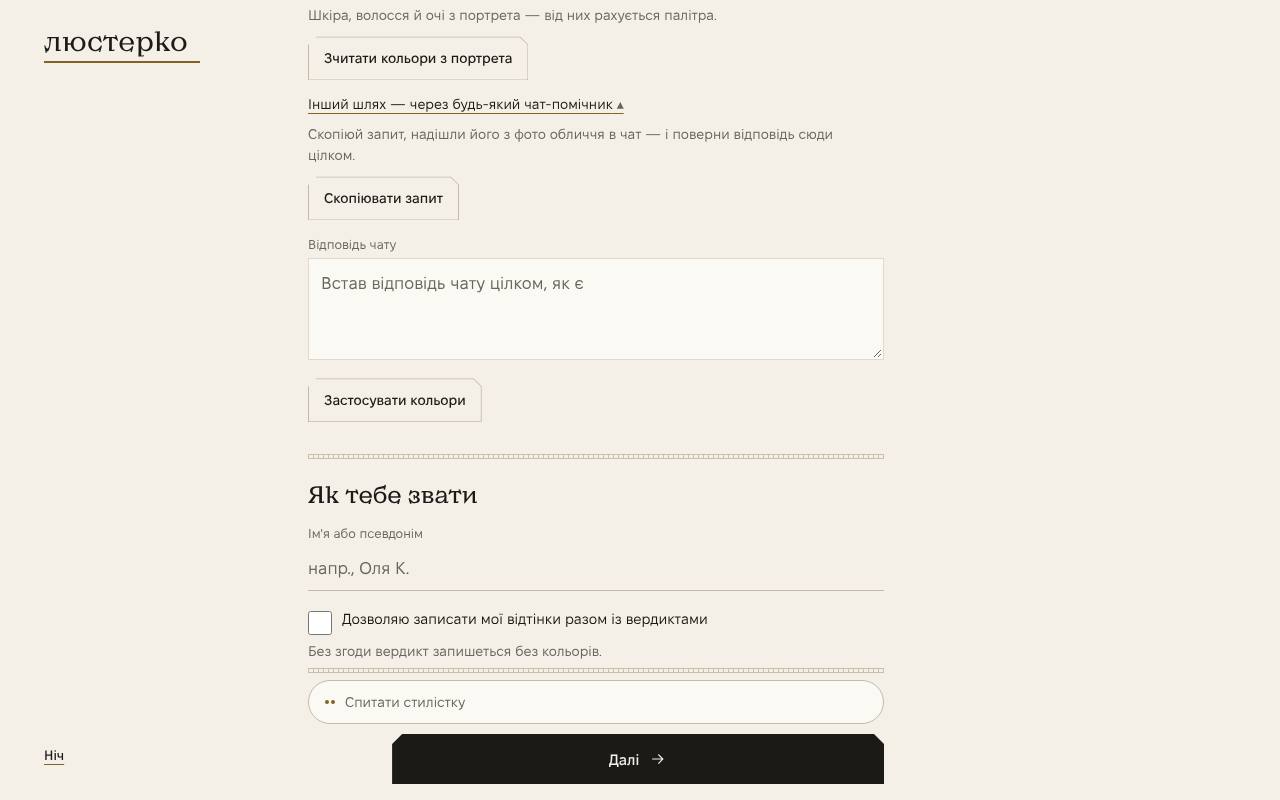 люстерко
Шкіра, волосся й очі з портрета — від них рахується палітра.
Зчитати кольори з портрета
Інший шлях — через будь-який чат-помічник ▴
Скопіюй запит, надішли його з фото обличчя в чат — і поверни відповідь сюди
цілком.
Скопіювати запит
Відповідь чату
Встав відповідь чату цілком, як є
Застосувати кольори
Як тебе звати
Ім'я або псевдонім
напр., Оля К.
Дозволяю записати мої відтінки разом із вердиктами
Без згоди вердикт запишеться без кольорів.
Спитати стилістку
Ніч
Далі →